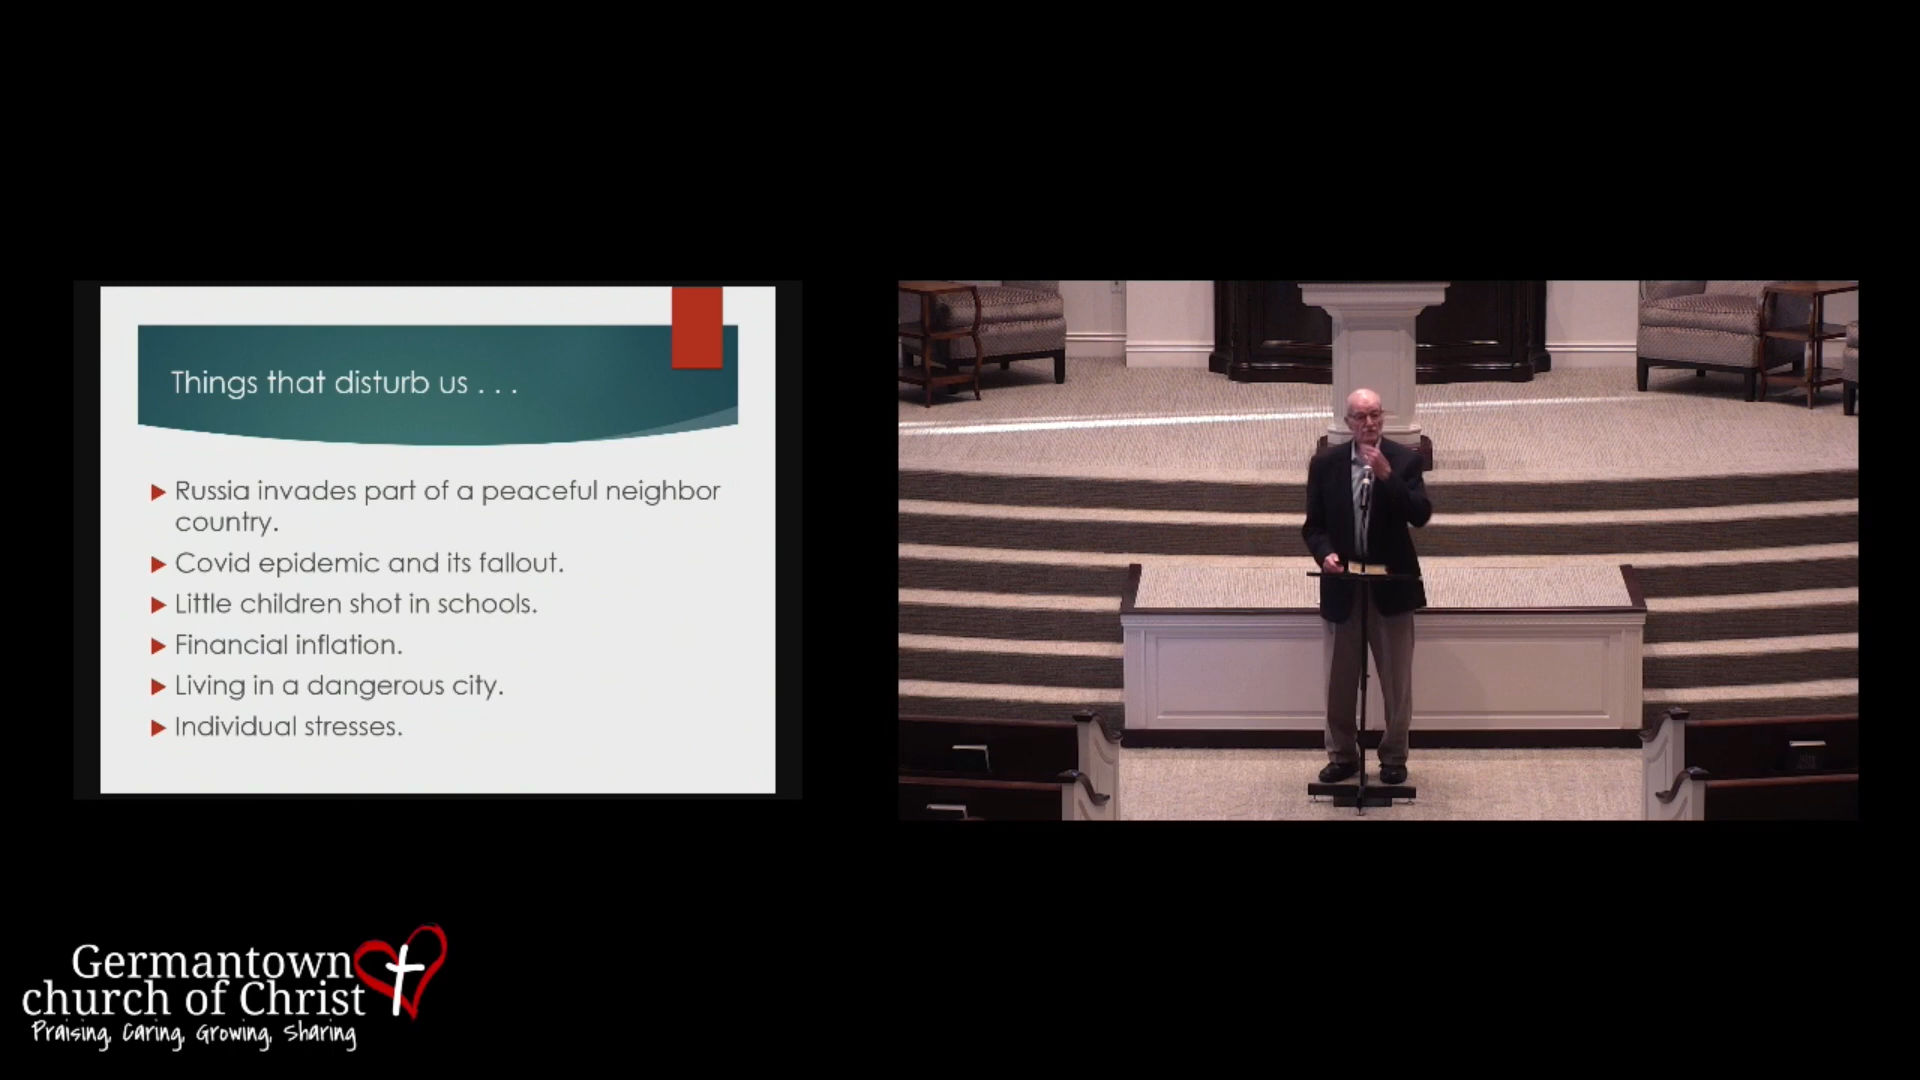 Things that disturb us . . .
Russia invades part of a peaceful neighbor
country.
Covid epidemic and its fallout.
Little children shot in schools.
Financial inflation.
Living in a dangerous city.
Individual stresses.
Germantown
church of Christ
Praising, Caring, Growing, Sharing